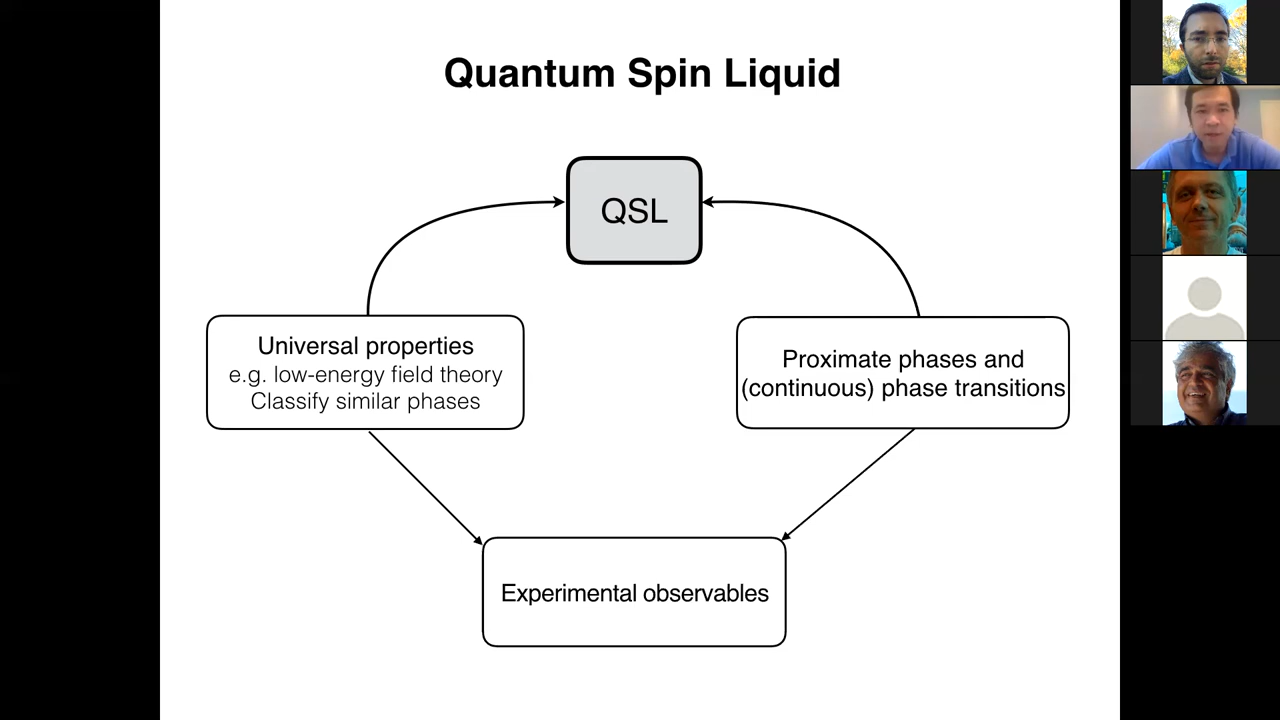 Quantum Spin Liquid
QSL
Universal properties
e.g. low-energy field theory
Classify similar phases
Proximate phases and
(continuous) phase transitions
Experimental observables